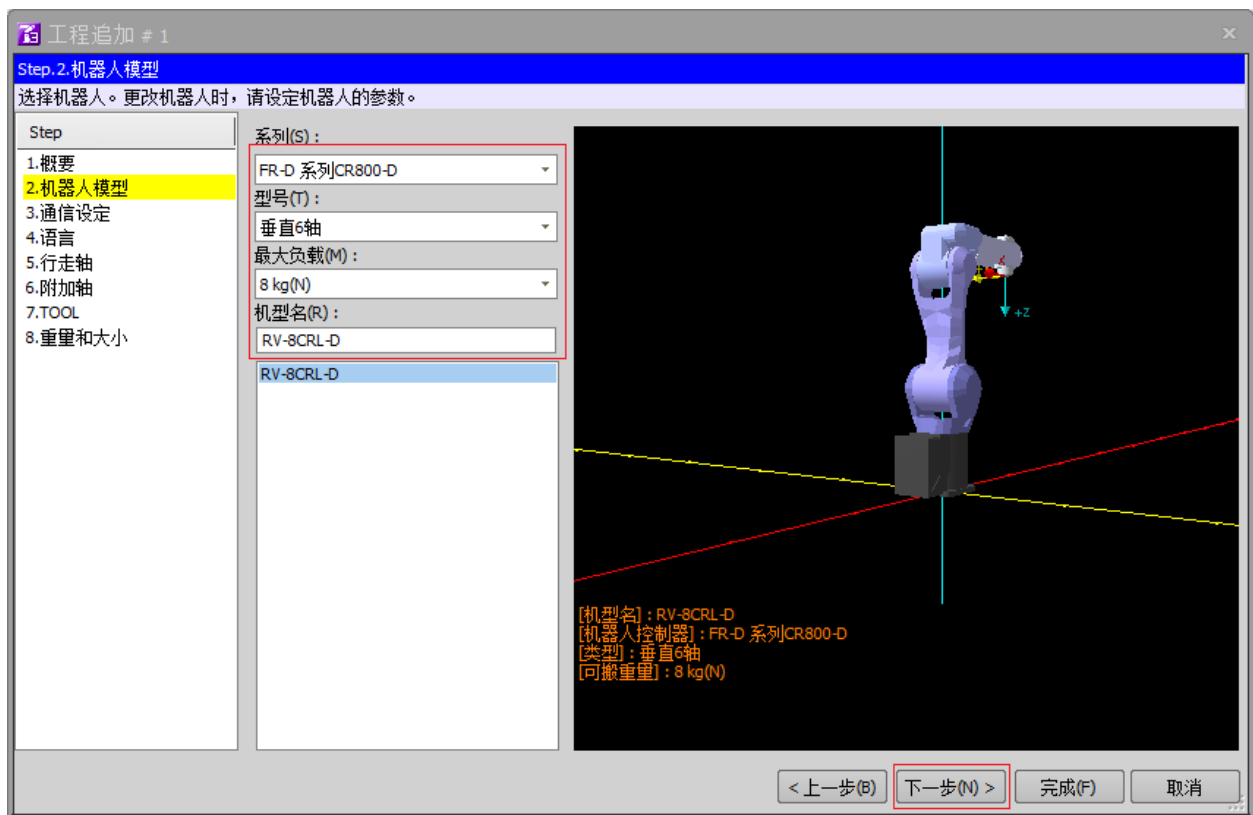 工程追加 # 1
Step.2.机器人模型
选择机器人。更改机器人时，请设定机器人的参数。
Step
1.概要
2.机器人模型
3.通信设定
4.语言
5.行走轴
6.附加轴
7.TOOL
8.重量和大小
系列(S)：
FR-D 系列CR800-D
型号(T)：
垂直6轴
最大负载(M)：
8 kg(N)
机型名(R)：
RV-8CRL-D
RV-8CRL-D
X
+Z
[机型名]：RV-8CRL-D
[机器人控制器]：FR-D 系列CR800-D
[类型]：垂直6轴
[可搬重量]：8 kg(N)
<上一步(B)
下一步(N) >
完成(F)
取消